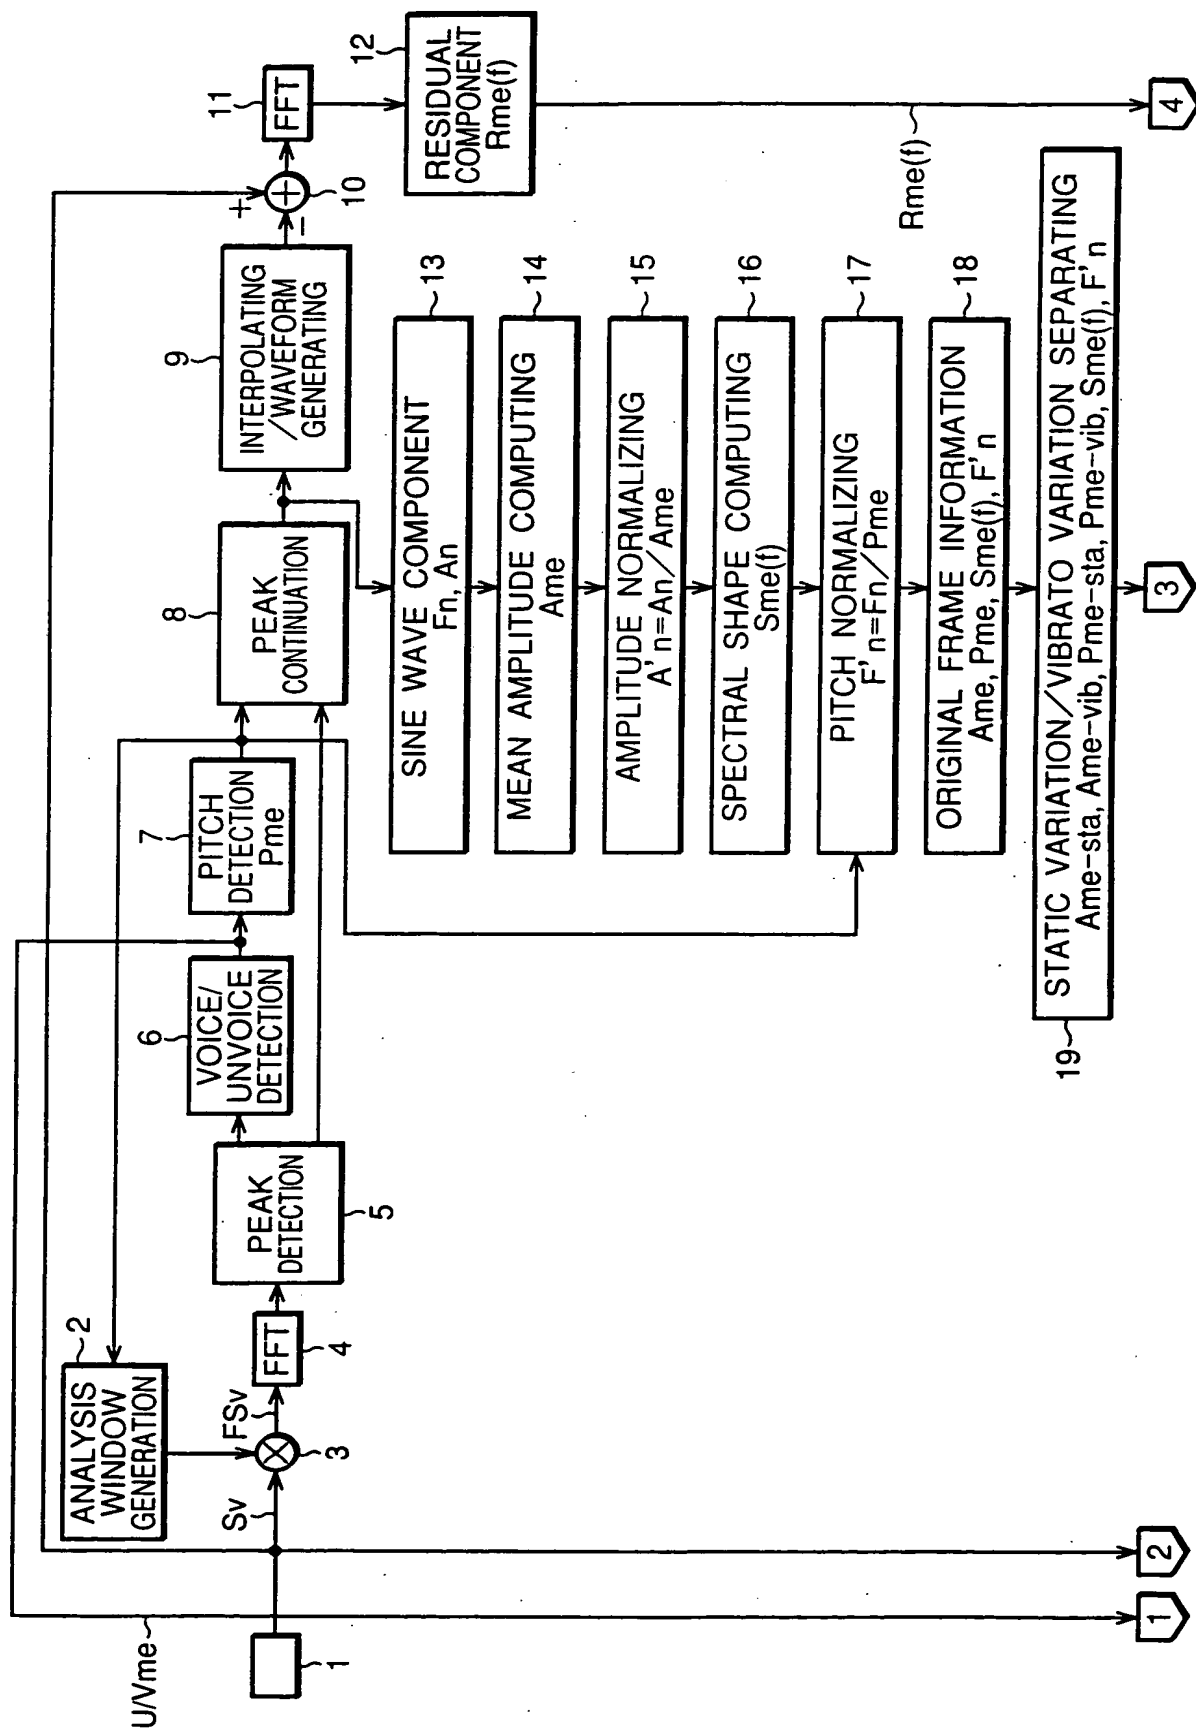 U/Vme
1
Sv
2
ANALYSIS
WINDOW
GENERATION
3
FSv
FFT
4
PEAK
DETECTION
5
6
VOICE/
UNVOICE
DETECTION
7
PITCH
DETECTION
Pme
8
PEAK
CONTINUATION
9
INTERPOLATING
/WAVEFORM
GENERATING
+
−
+
10
11
FFT
12
RESIDUAL
COMPONENT
Rme(f)
SINE WAVE COMPONENT
Fn, An
13
MEAN AMPLITUDE COMPUTING
Ame
14
AMPLITUDE NORMALIZING
A'n=An/Ame
15
SPECTRAL SHAPE COMPUTING
Sme(f)
16
PITCH NORMALIZING
F'n=Fn/Pme
17
ORIGINAL FRAME INFORMATION
Ame, Pme, Sme(f), F'n
18
STATIC VARIATION/VIBRATO VARIATION SEPARATING
Ame-sta, Ame-vib, Pme-sta, Pme-vib, Sme(f), F'n
19
Rme(f)
1
2
3
4